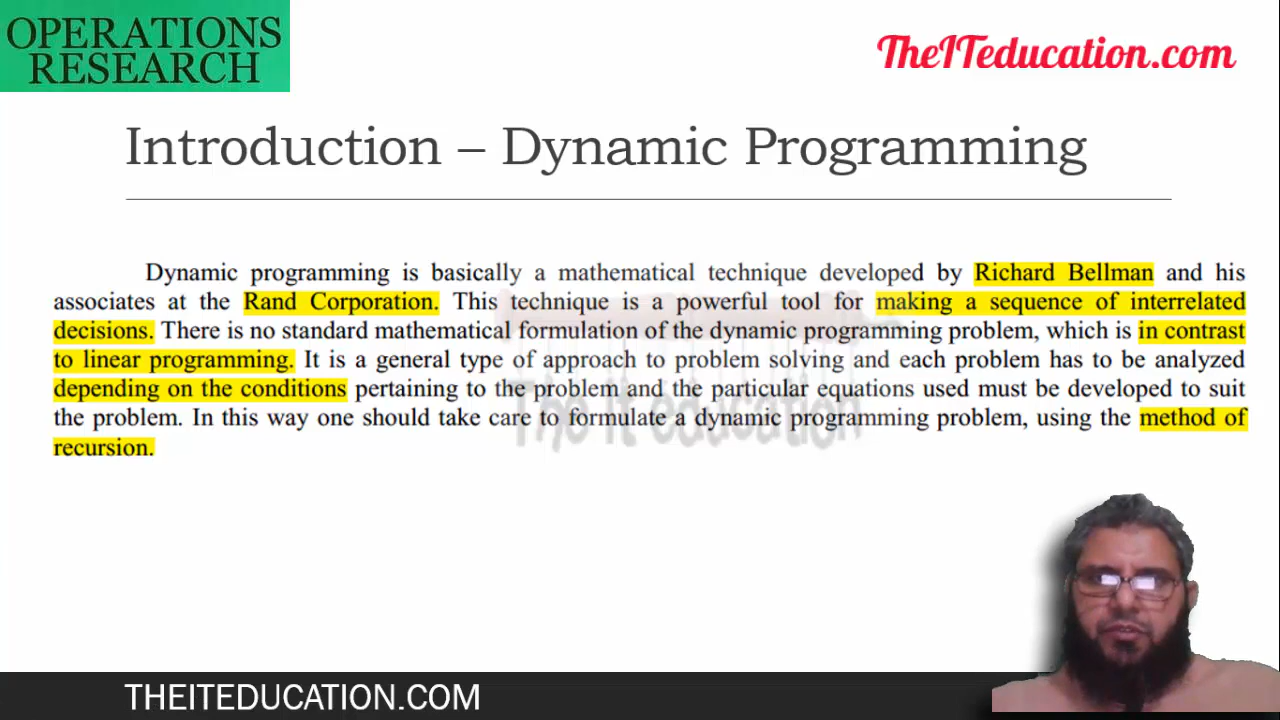 OPERATIONS
RESEARCH
TheITeducation.com
Introduction – Dynamic Programming
Dynamic programming is basically a mathematical technique developed by Richard Bellman and his
associates at the Rand Corporation. This technique is a powerful tool for making a sequence of interrelated
decisions. There is no standard mathematical formulation of the dynamic programming problem, which is in contrast
to linear programming. It is a general type of approach to problem solving and each problem has to be analyzed
depending on the conditions pertaining to the problem and the particular equations used must be developed to suit
the problem. In this way one should take care to formulate a dynamic programming problem, using the method of
recursion.
The It education
THEITEDUCATION.COM